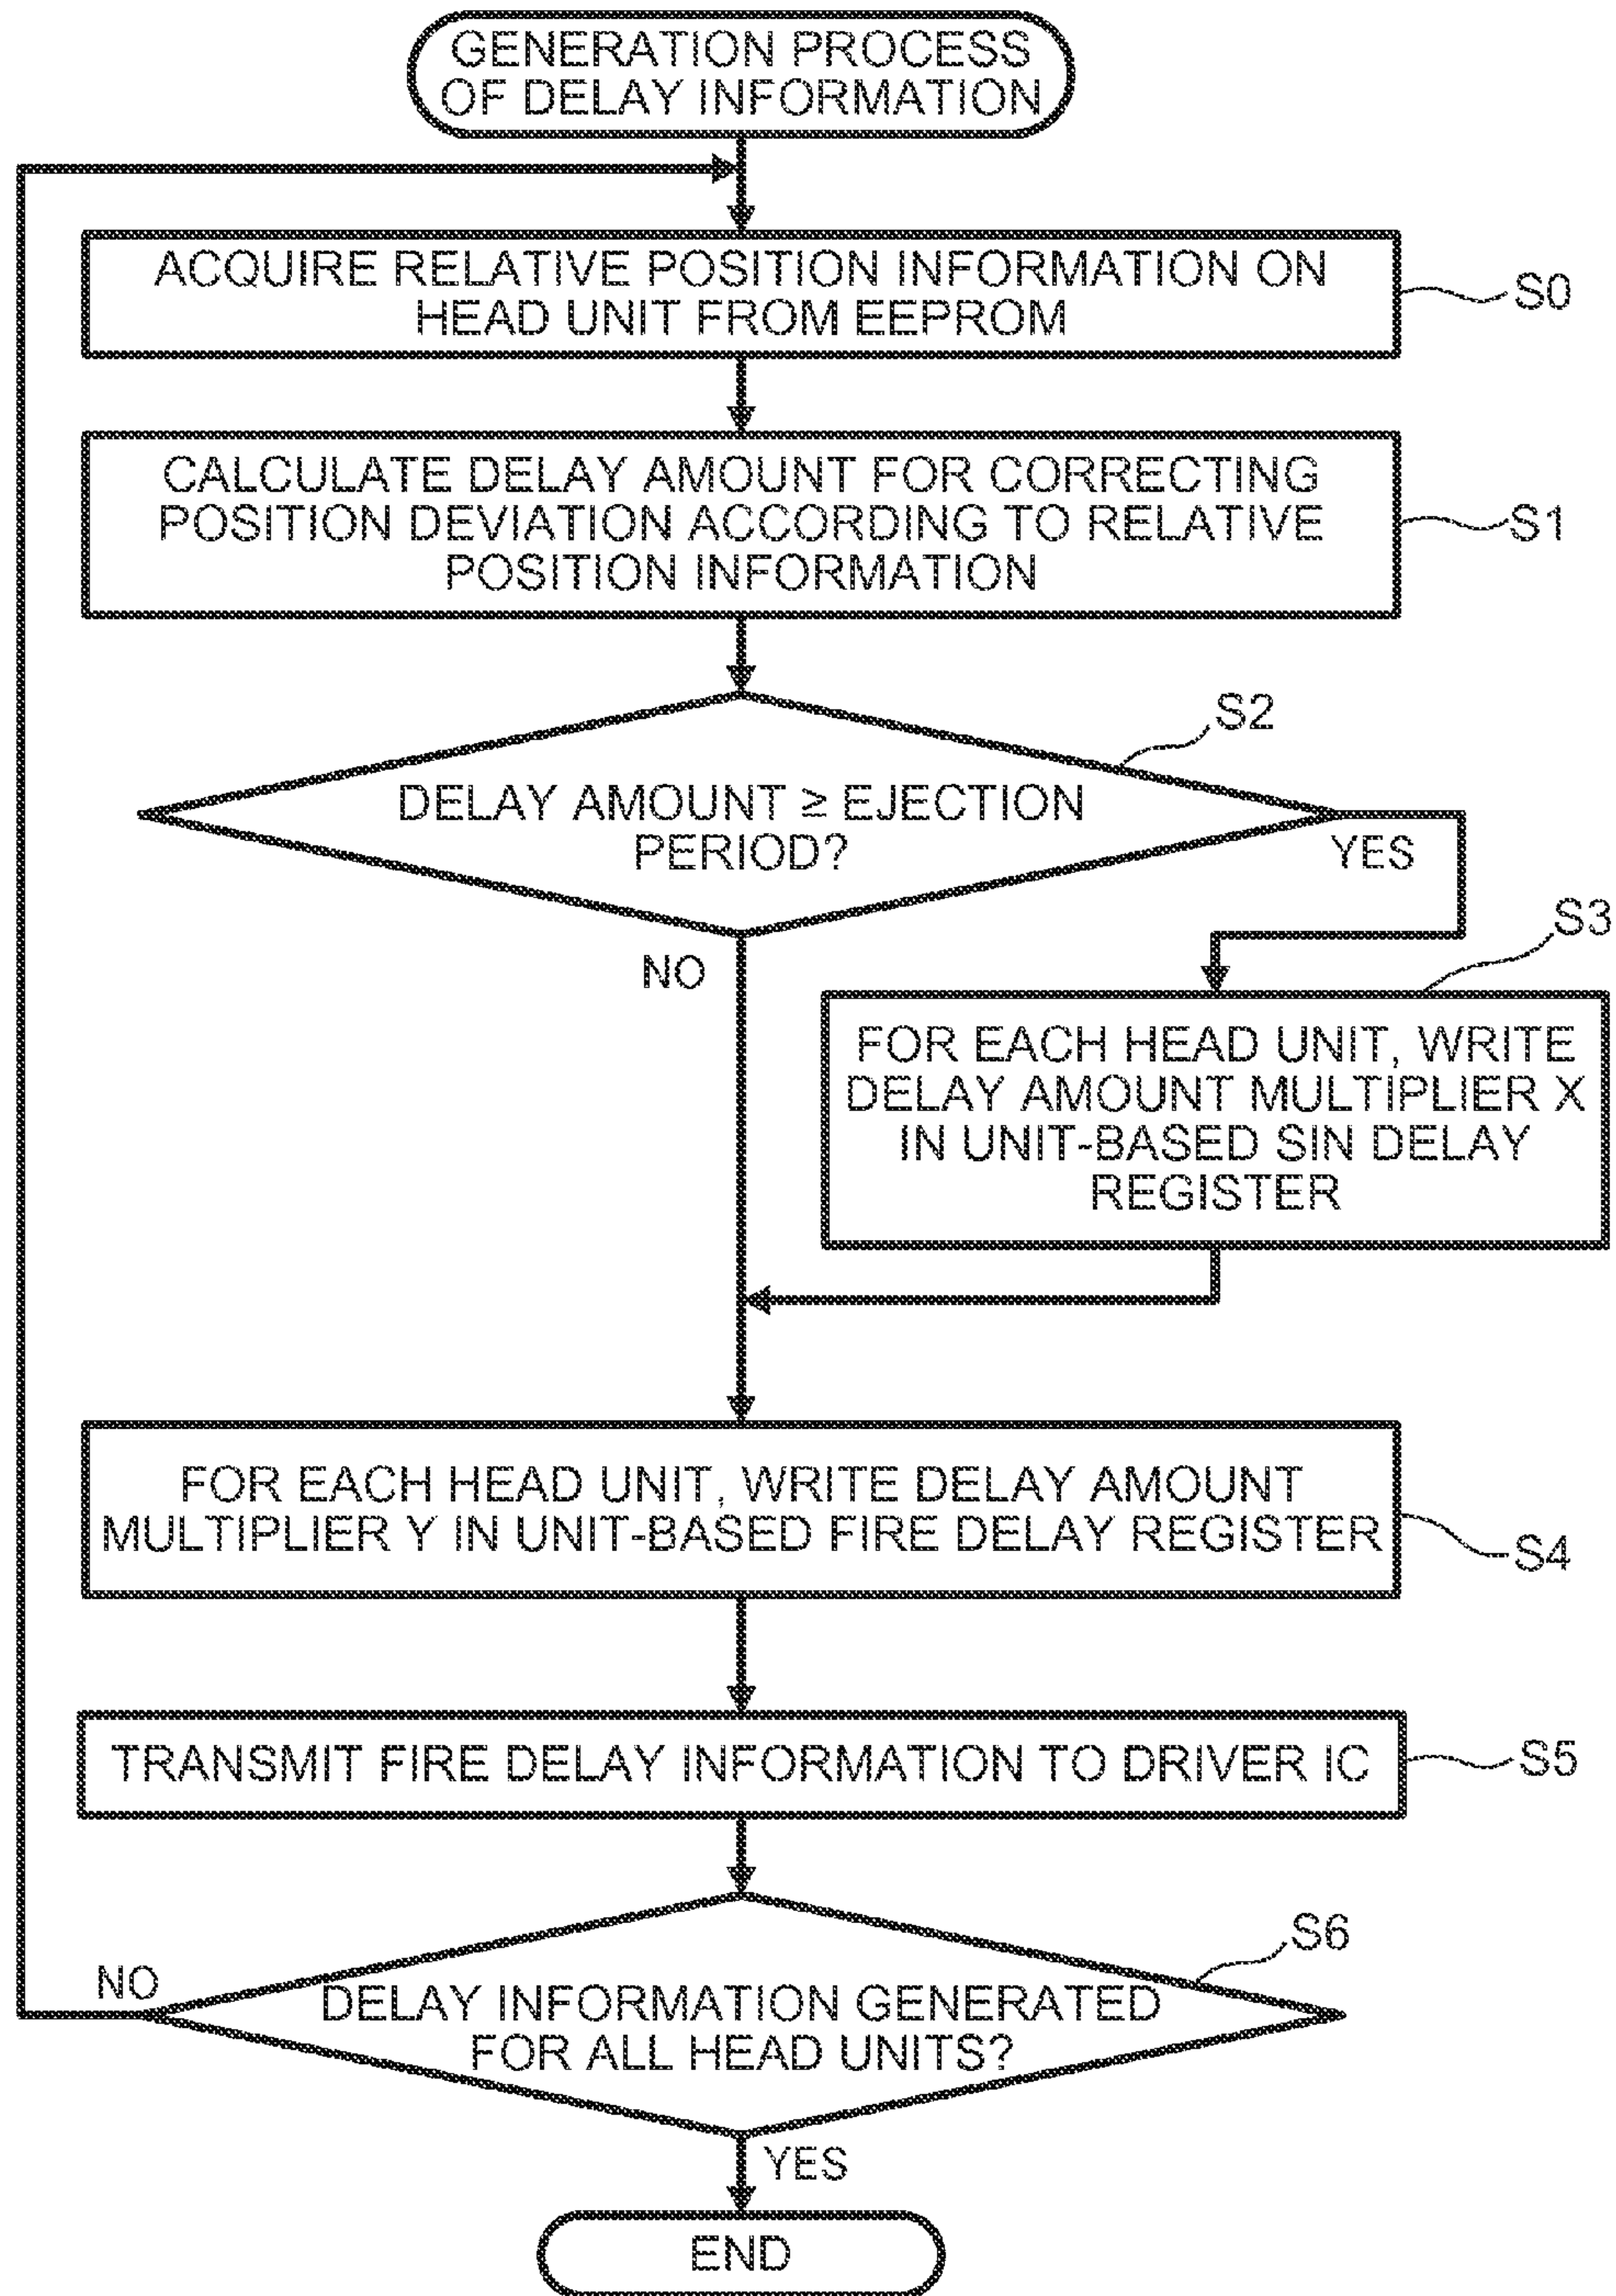 GENERATION PROCESS
OF DELAY INFORMATION
ACQUIRE RELATIVE POSITION INFORMATION ON
HEAD UNIT FROM EEPROM
S0
CALCULATE DELAY AMOUNT FOR CORRECTING
POSITION DEVIATION ACCORDING TO RELATIVE
POSITION INFORMATION
S1
S2
DELAY AMOUNT ≥ EJECTION
PERIOD?
YES
NO
S3
FOR EACH HEAD UNIT, WRITE
DELAY AMOUNT MULTIPLIER X
IN UNIT-BASED SIN DELAY
REGISTER
FOR EACH HEAD UNIT, WRITE DELAY AMOUNT
MULTIPLIER Y IN UNIT-BASED FIRE DELAY REGISTER
S4
TRANSMIT FIRE DELAY INFORMATION TO DRIVER IC
S5
S6
NO
DELAY INFORMATION GENERATED
FOR ALL HEAD UNITS?
YES
END